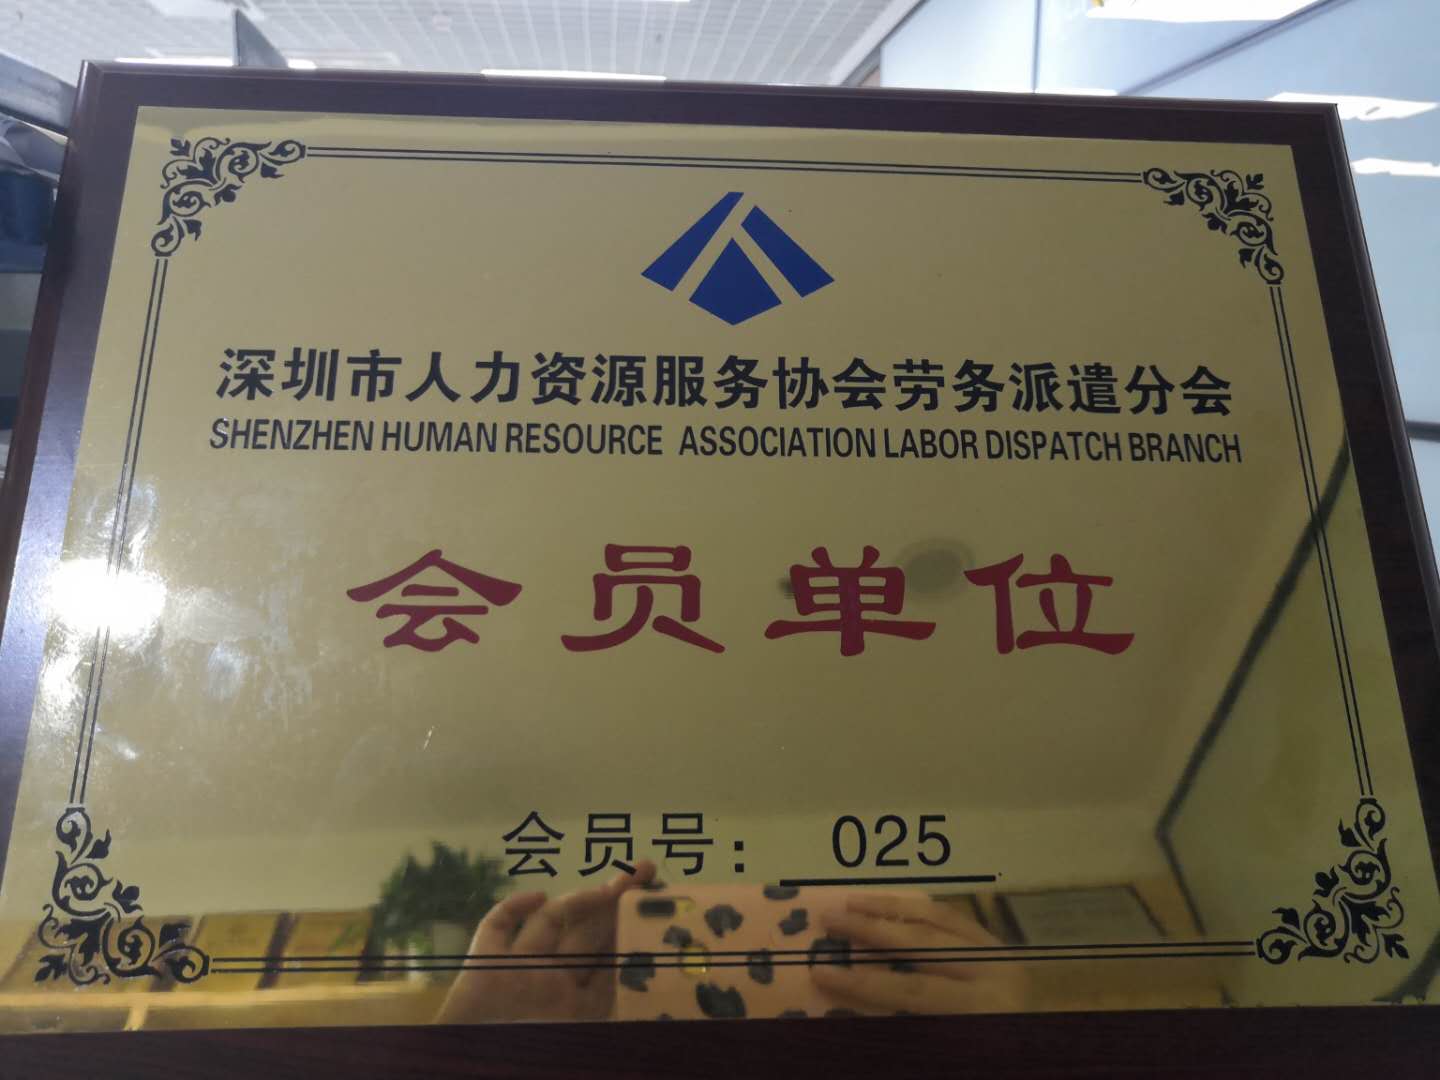 深圳市人力资源服务协会劳务派遣分会
SHENZHEN HUMAN RESOURCE ASSOCIATION LABOR DISPATCH BRANCH
会员单位
会员号：025